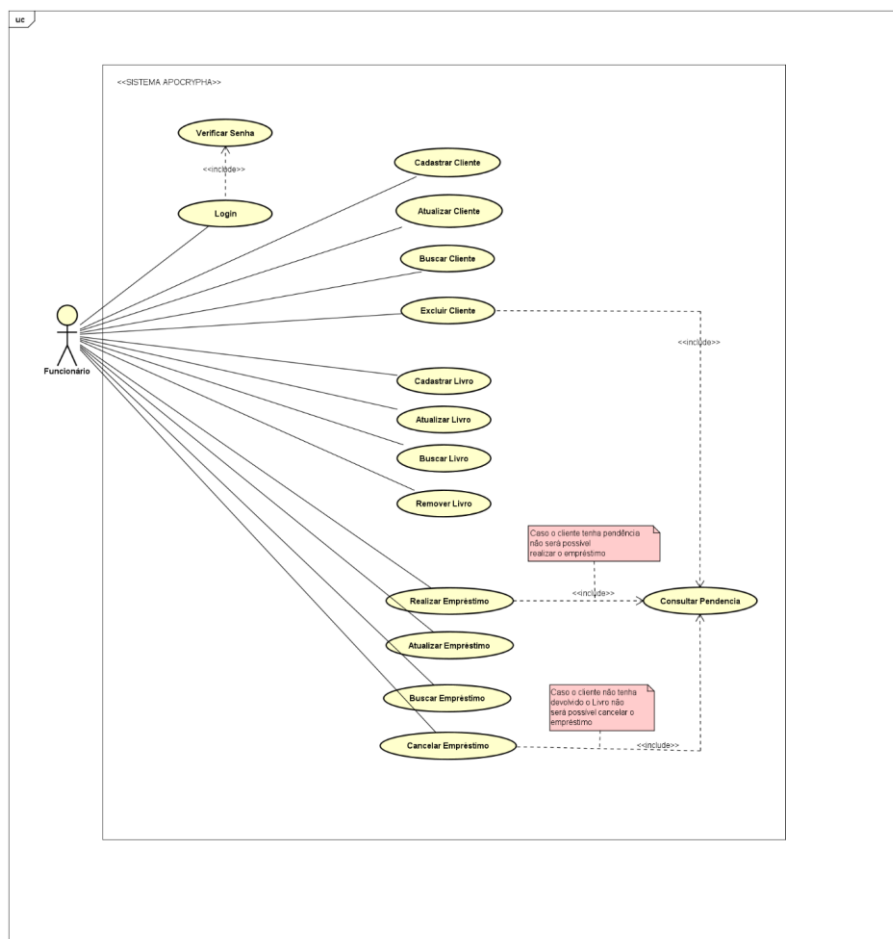 uc
<<SISTEMA APOCRYPHA>>
Verificar Senha
<<include>>
Login
Cadastrar Cliente
Atualizar Cliente
Buscar Cliente
Excluir Cliente
<<include>>
Funcionário
Cadastrar Livro
Atualizar Livro
Buscar Livro
Remover Livro
Caso o cliente tenha pendência
não será possível
realizar o empréstimo
Realizar Empréstimo
<<include>>
Consultar Pendencia
Atualizar Empréstimo
Buscar Empréstimo
Caso o cliente não tenha
devolvido o Livro não
será possível cancelar o
empréstimo
Cancelar Empréstimo
<<include>>